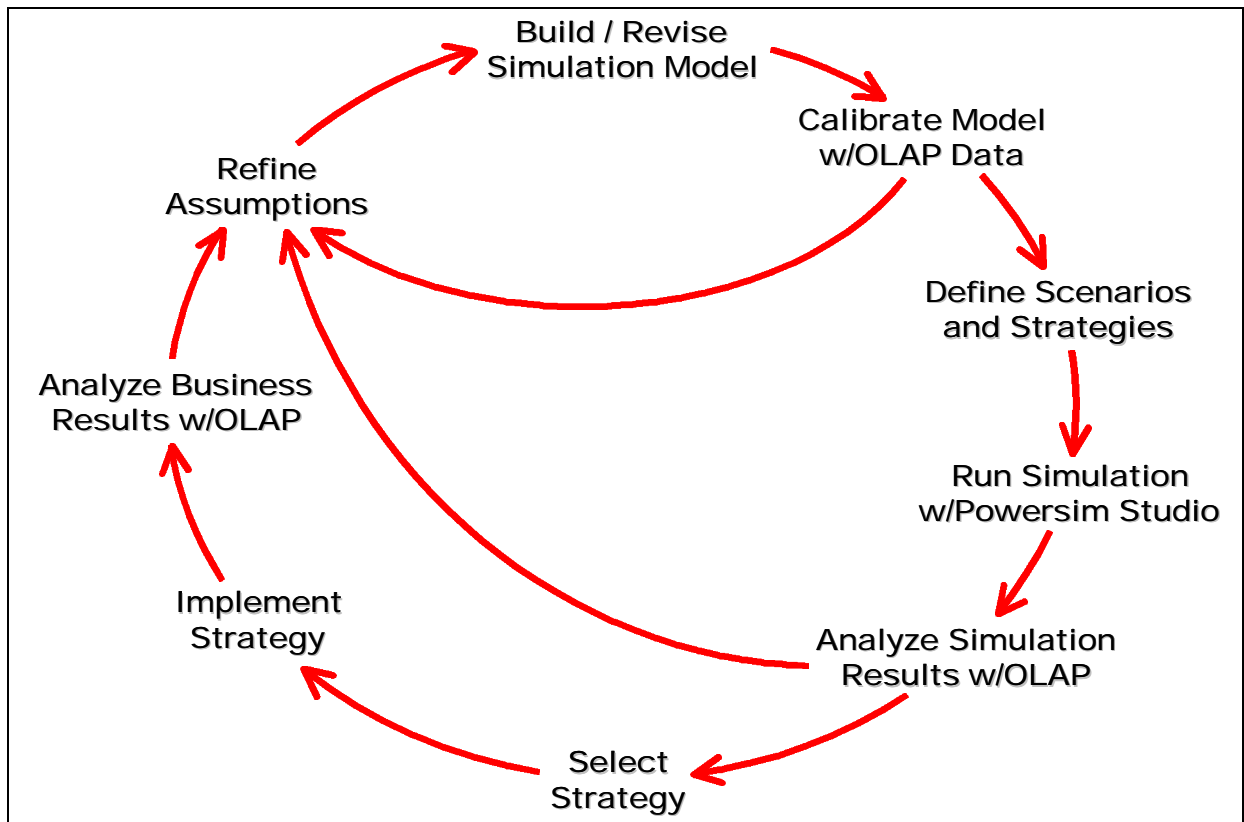 Build / Revise
Simulation Model
Calibrate Model
w/OLAP Data
Define Scenarios
and Strategies
Run Simulation
w/Powersim Studio
Analyze Simulation
Results w/OLAP
Select
Strategy
Implement
Strategy
Analyze Business
Results w/OLAP
Refine
Assumptions